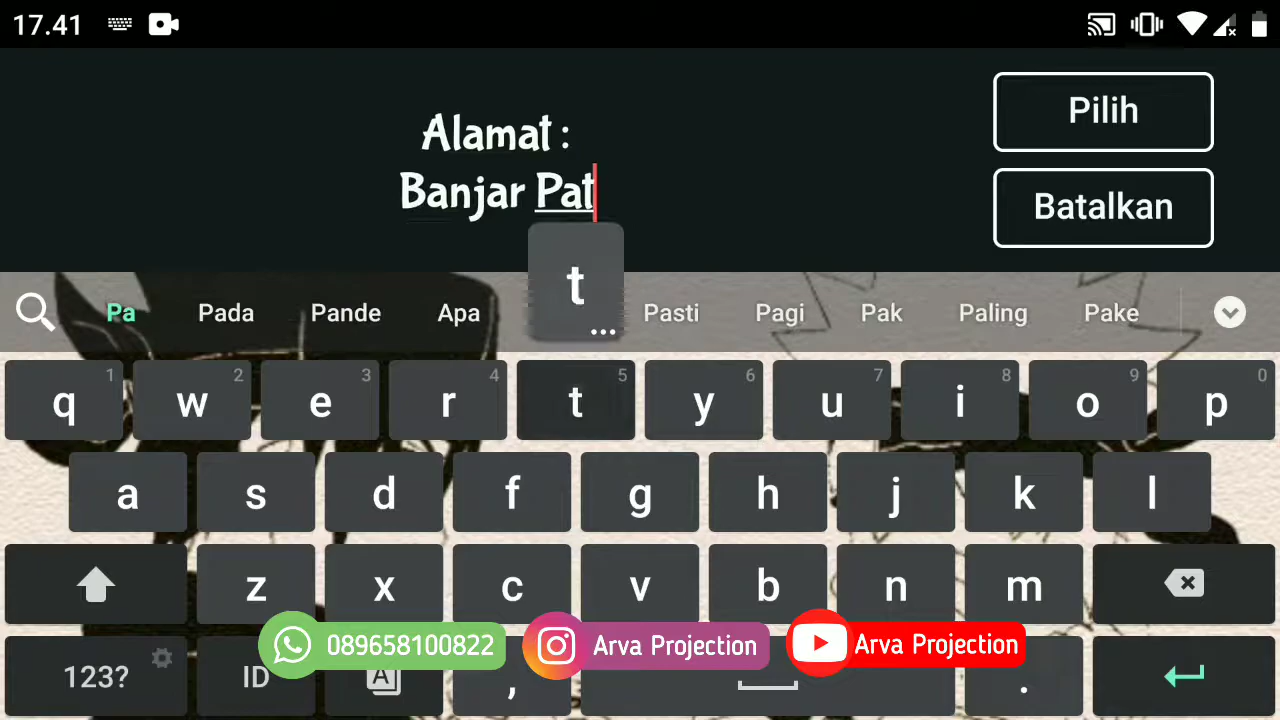 17.41
Alamat :
Banjar Pat
Pilih
Batalkan
t
...
Pa Pada Pande Apa Pasti Pagi Pak Paling Pake
q 1 w 2 e 3 r 4 t 5 y 6 u 7 i 8 o 9 p 0
a s d f g h j k l
z x c v b n m
089658100822 Arva Projection Arva Projection
123? ID A , .